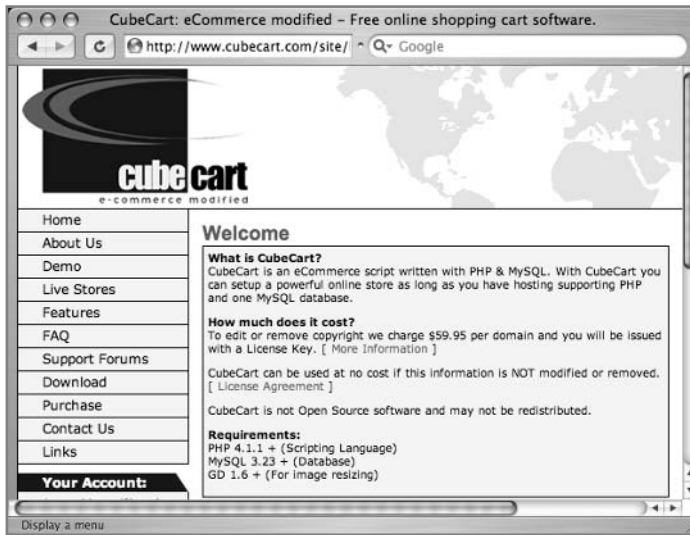 CubeCart: eCommerce modified – Free online shopping cart software.
http://www.cubecart.com/site/
Google
cubecart
e-commerce modified
Home
About Us
Demo
Live Stores
Features
FAQ
Support Forums
Download
Purchase
Contact Us
Links
Your Account:
Welcome
What is CubeCart?
CubeCart is an eCommerce script written with PHP & MySQL. With CubeCart you
can setup a powerful online store as long as you have hosting supporting PHP
and one MySQL database.
How much does it cost?
To edit or remove copyright we charge $59.95 per domain and you will be issued
with a License Key. [ More Information ]
CubeCart can be used at no cost if this information is NOT modified or removed.
[ License Agreement ]
CubeCart is not Open Source software and may not be redistributed.
Requirements:
PHP 4.1.1 + (Scripting Language)
MySQL 3.23 + (Database)
GD 1.6 + (For image resizing)
Display a menu